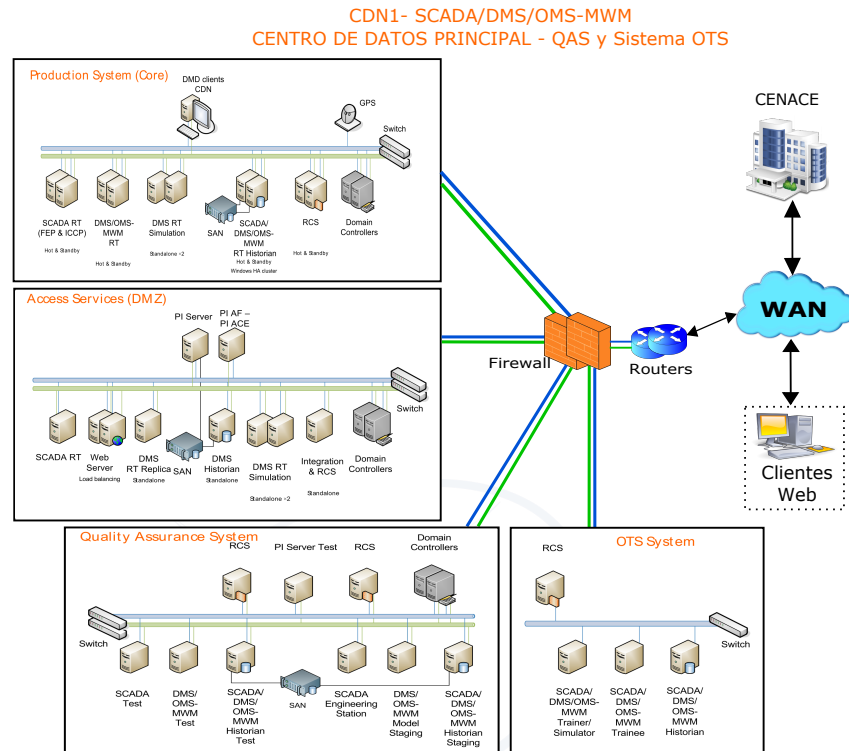 CDN1- SCADA/DMS/OMS-MWM
CENTRO DE DATOS PRINCIPAL - QAS y Sistema OTS
Production System (Core)
DMD clients
CDN
GPS
Switch
SCADA RT
(FEP & ICCP)
Hot & Standby
DMS/OMS-
MWM
RT
Hot & Standby
DMS RT
Simulation
Standalone ×2
SAN
SCADA/
DMS/OMS-
MWM
RT Historian
Hot & Standby
Windows HA cluster
RCS
Hot & Standby
Domain
Controllers
CENACE
WAN
Firewall
Routers
Clientes
Web
Access Services (DMZ)
PI Server
PI AF –
PI ACE
Switch
SCADA RT
Web
Server
Load balancing
DMS
RT Replica
Standalone
SAN
DMS
Historian
Standalone
DMS RT
Simulation
Standalone ×2
Integration
& RCS
Standalone
Domain
Controllers
Quality Assurance System
RCS
PI Server Test
RCS
Domain
Controllers
Switch
SCADA
Test
DMS/
OMS-
MWM
Test
SCADA/
DMS/
OMS-
MWM
Historian
Test
SAN
SCADA
Engineering
Station
DMS/
OMS-
MWM
Model
Staging
SCADA/
DMS/
OMS-
MWM
Historian
Staging
OTS System
RCS
Switch
SCADA/
DMS/OMS-
MWM
Trainer/
Simulator
SCADA/
DMS/
OMS-
MWM
Trainee
SCADA/
DMS/
OMS-
MWM
Historian